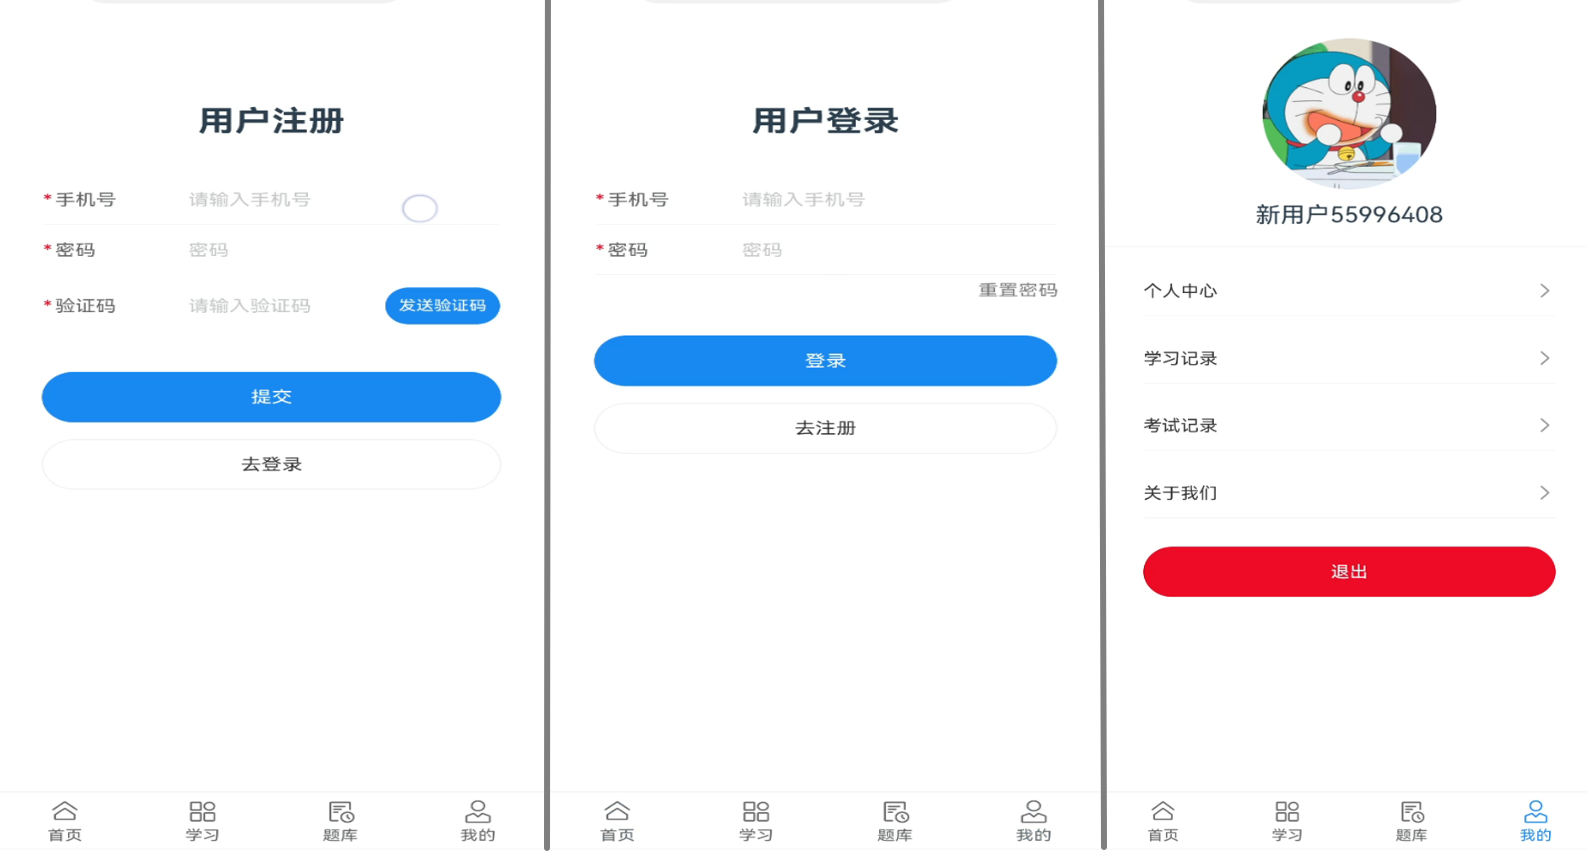 用户注册
*手机号 请输入手机号
*密码 密码
*验证码 请输入验证码 发送验证码
提交
去登录
首页 学习 题库 我的
用户登录
*手机号 请输入手机号
*密码 密码
重置密码
登录
去注册
首页 学习 题库 我的
新用户55996408
个人中心
学习记录
考试记录
关于我们
退出
首页 学习 题库 我的